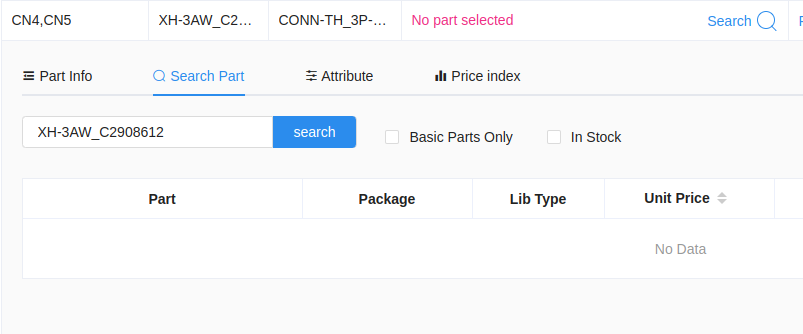 CN4,CN5 XH-3AW_C2... CONN-TH_3P-... No part selected Search
Part Info Search Part Attribute Price index
XH-3AW_C2908612 search Basic Parts Only In Stock
Part Package Lib Type Unit Price
No Data